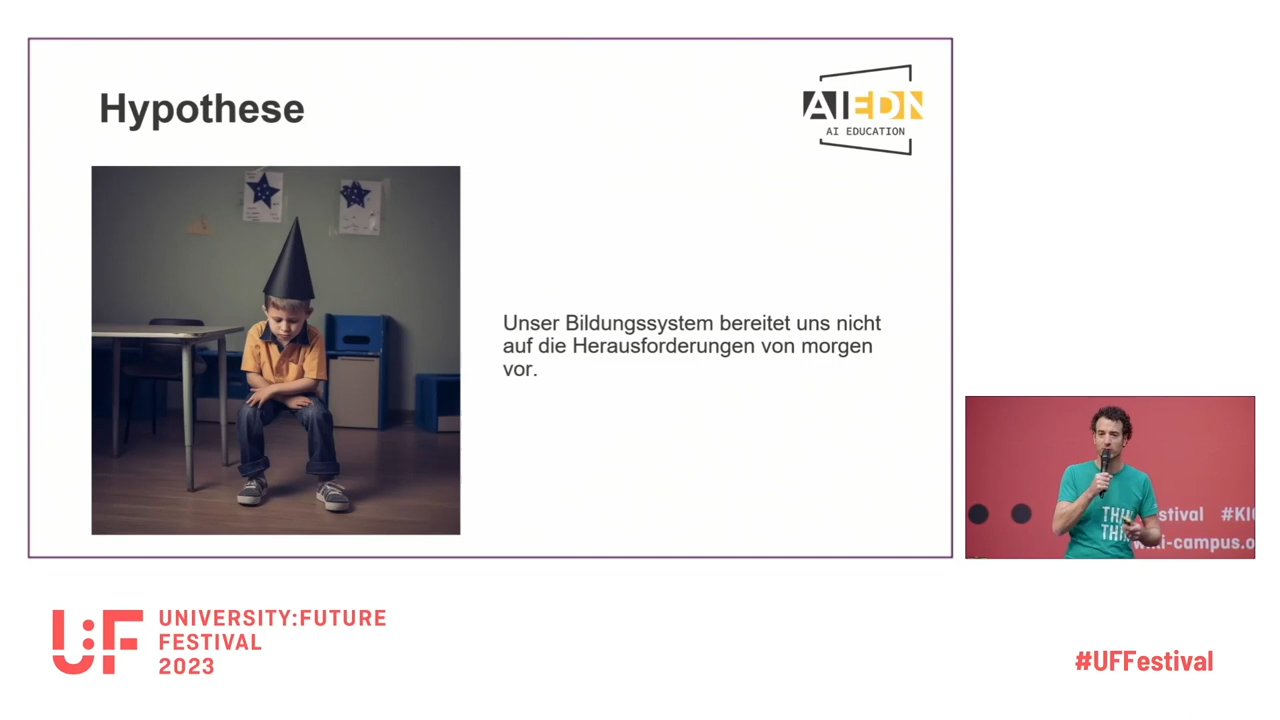 Hypothese
AIEDN
AI EDUCATION
Unser Bildungssystem bereitet uns nicht
auf die Herausforderungen von morgen
vor.
stival #KI
wki-campus.o
U:F
UNIVERSITY:FUTURE
FESTIVAL
2023
#UFFestival